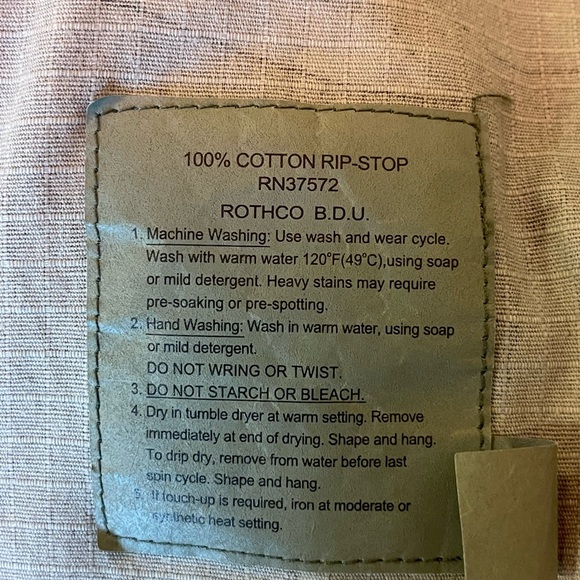 100% COTTON RIP-STOP
RN37572
ROTHCO B.D.U.
1. Machine Washing: Use wash and wear cycle.
Wash with warm water 120°F(49°C),using soap
or mild detergent. Heavy stains may require
pre-soaking or pre-spotting.
2. Hand Washing: Wash in warm water, using soap
or mild detergent.
DO NOT WRING OR TWIST.
3. DO NOT STARCH OR BLEACH.
4. Dry in tumble dryer at warm setting. Remove
immediately at end of drying. Shape and hang.
To drip dry, remove from water before last
spin cycle. Shape and hang.
5. If touch-up is required, iron at moderate or
synthetic heat setting.